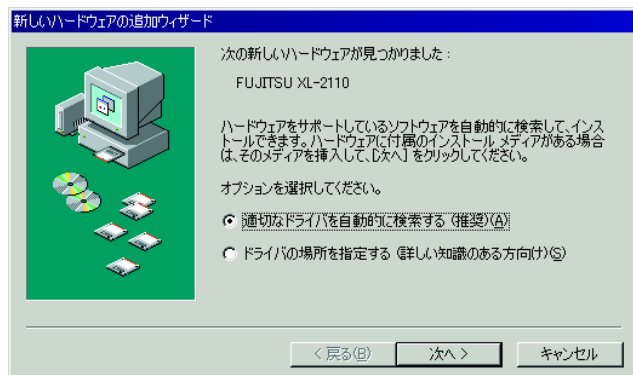 新しいハードウェアの追加ウィザード
次の新しいハードウェアが見つかりました :
FUJITSU XL-2110
ハードウェアをサポートしているソフトウェアを自動的に検索して、インス
トールできます。ハードウェアに付属のインストール メディアがある場合
は、そのメディアを挿入して、[次へ] をクリックしてください。
オプションを選択してください。
適切なドライバを自動的に検索する (推奨)(A)
ドライバの場所を指定する (詳しい知識のある方向け)(S)
< 戻る(B)
次へ >
キャンセル